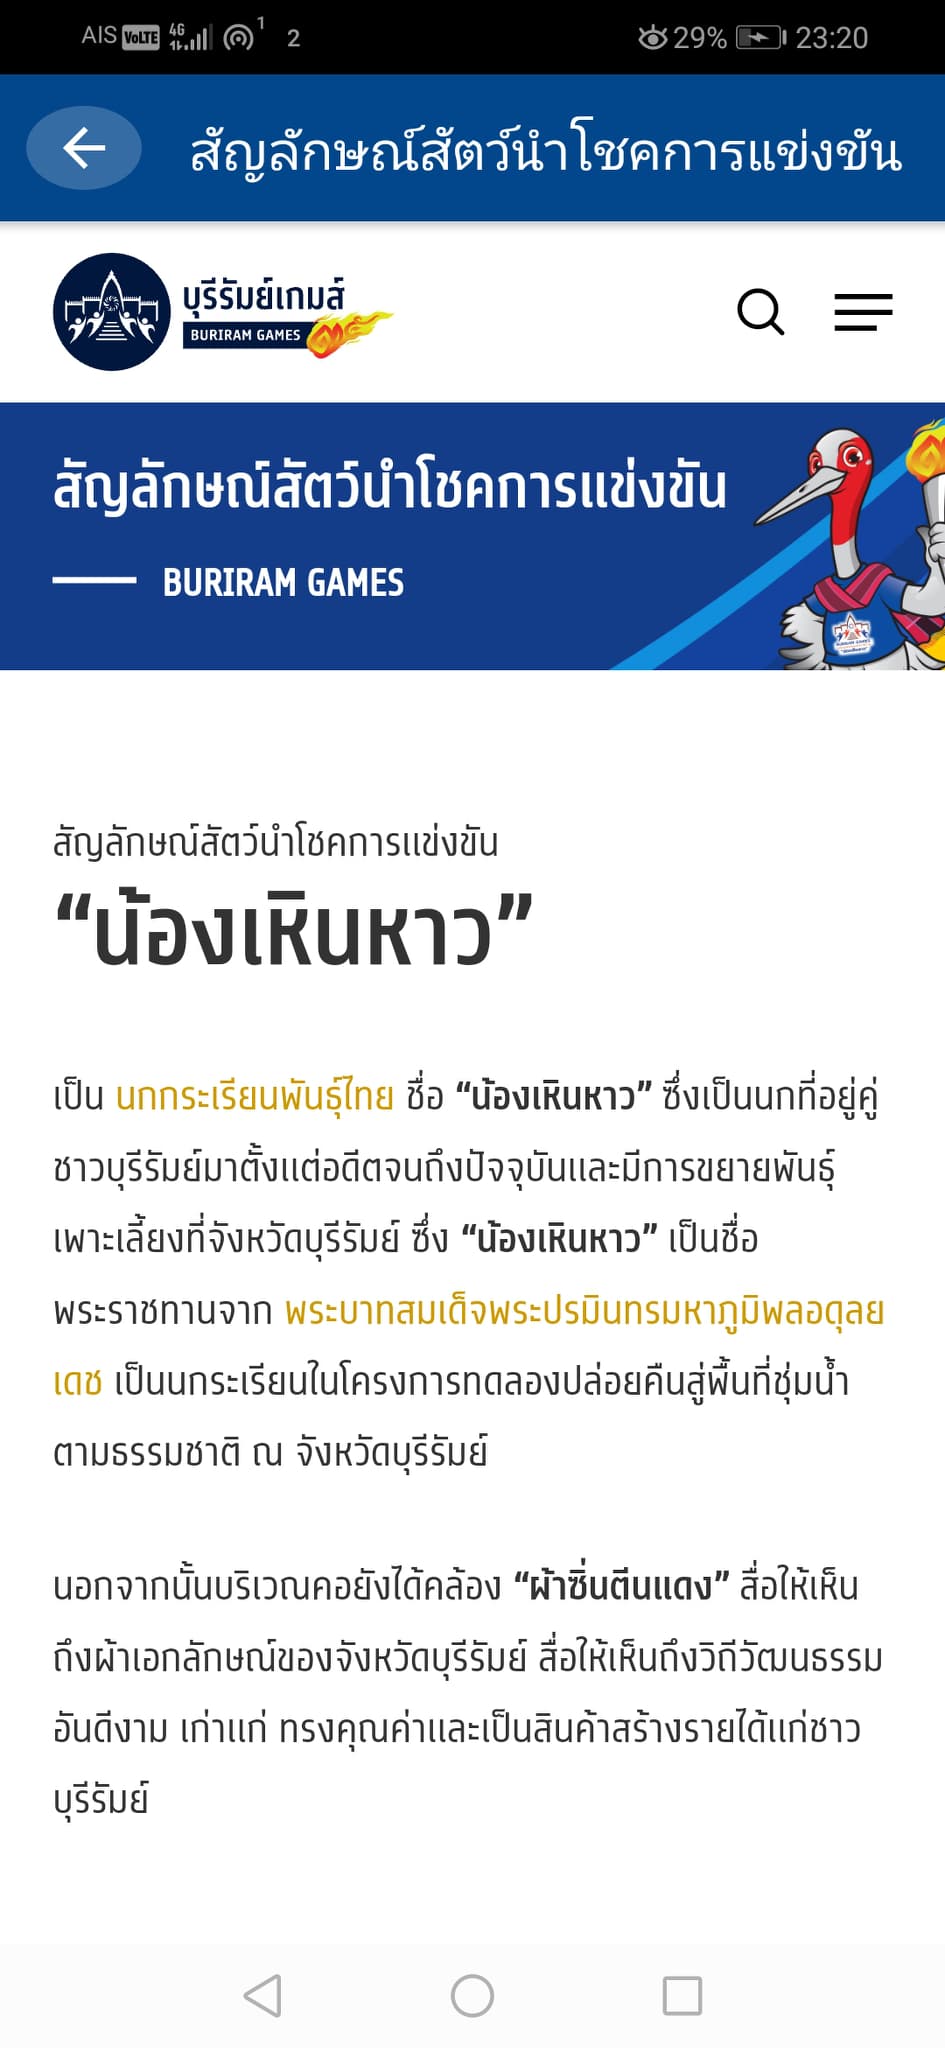 AIS VoLTE 4G 1 2 29% 23:20
สัญลักษณ์สัตว์นำโชคการแข่งขัน
บุรีรัมย์เกมส์
BURIRAM GAMES
สัญลักษณ์สัตว์นำโชคการแข่งขัน
BURIRAM GAMES
สัญลักษณ์สัตว์นำโชคการแข่งขัน
“น้องเหินหาว”
เป็น นกกระเรียนพันธุ์ไทย ชื่อ “น้องเหินหาว” ซึ่งเป็นนกที่อยู่คู่
ชาวบุรีรัมย์มาตั้งแต่อดีตจนถึงปัจจุบันและมีการขยายพันธุ์
เพาะเลี้ยงที่จังหวัดบุรีรัมย์ ซึ่ง “น้องเหินหาว” เป็นชื่อ
พระราชทานจาก พระบาทสมเด็จพระปรมินทรมหาภูมิพลอดุลย
เดช เป็นนกระเรียนในโครงการทดลองปล่อยคืนสู่พื้นที่ชุ่มน้ำ
ตามธรรมชาติ ณ จังหวัดบุรีรัมย์
นอกจากนั้นบริเวณคอยังได้คล้อง “ผ้าซิ่นตีนแดง” สื่อให้เห็น
ถึงผ้าเอกลักษณ์ของจังหวัดบุรีรัมย์ สื่อให้เห็นถึงวิถีวัฒนธรรม
อันดีงาม เก่าแก่ ทรงคุณค่าและเป็นสินค้าสร้างรายได้แก่ชาว
บุรีรัมย์